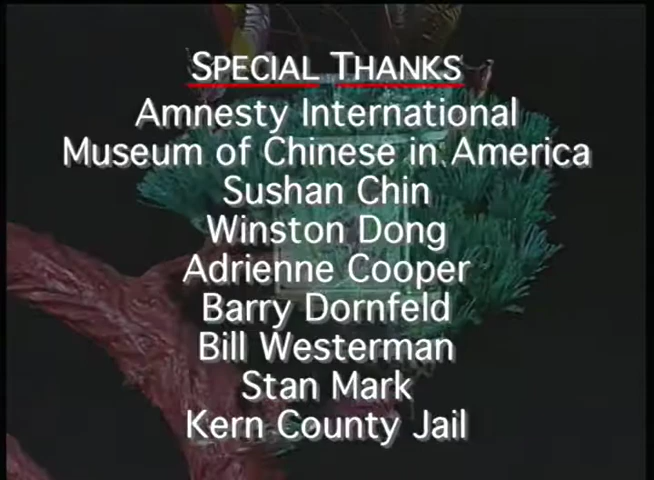 SPECIAL THANKS
Amnesty International
Museum of Chinese in America
Sushan Chin
Winston Dong
Adrienne Cooper
Barry Dornfeld
Bill Westerman
Stan Mark
Kern County Jail